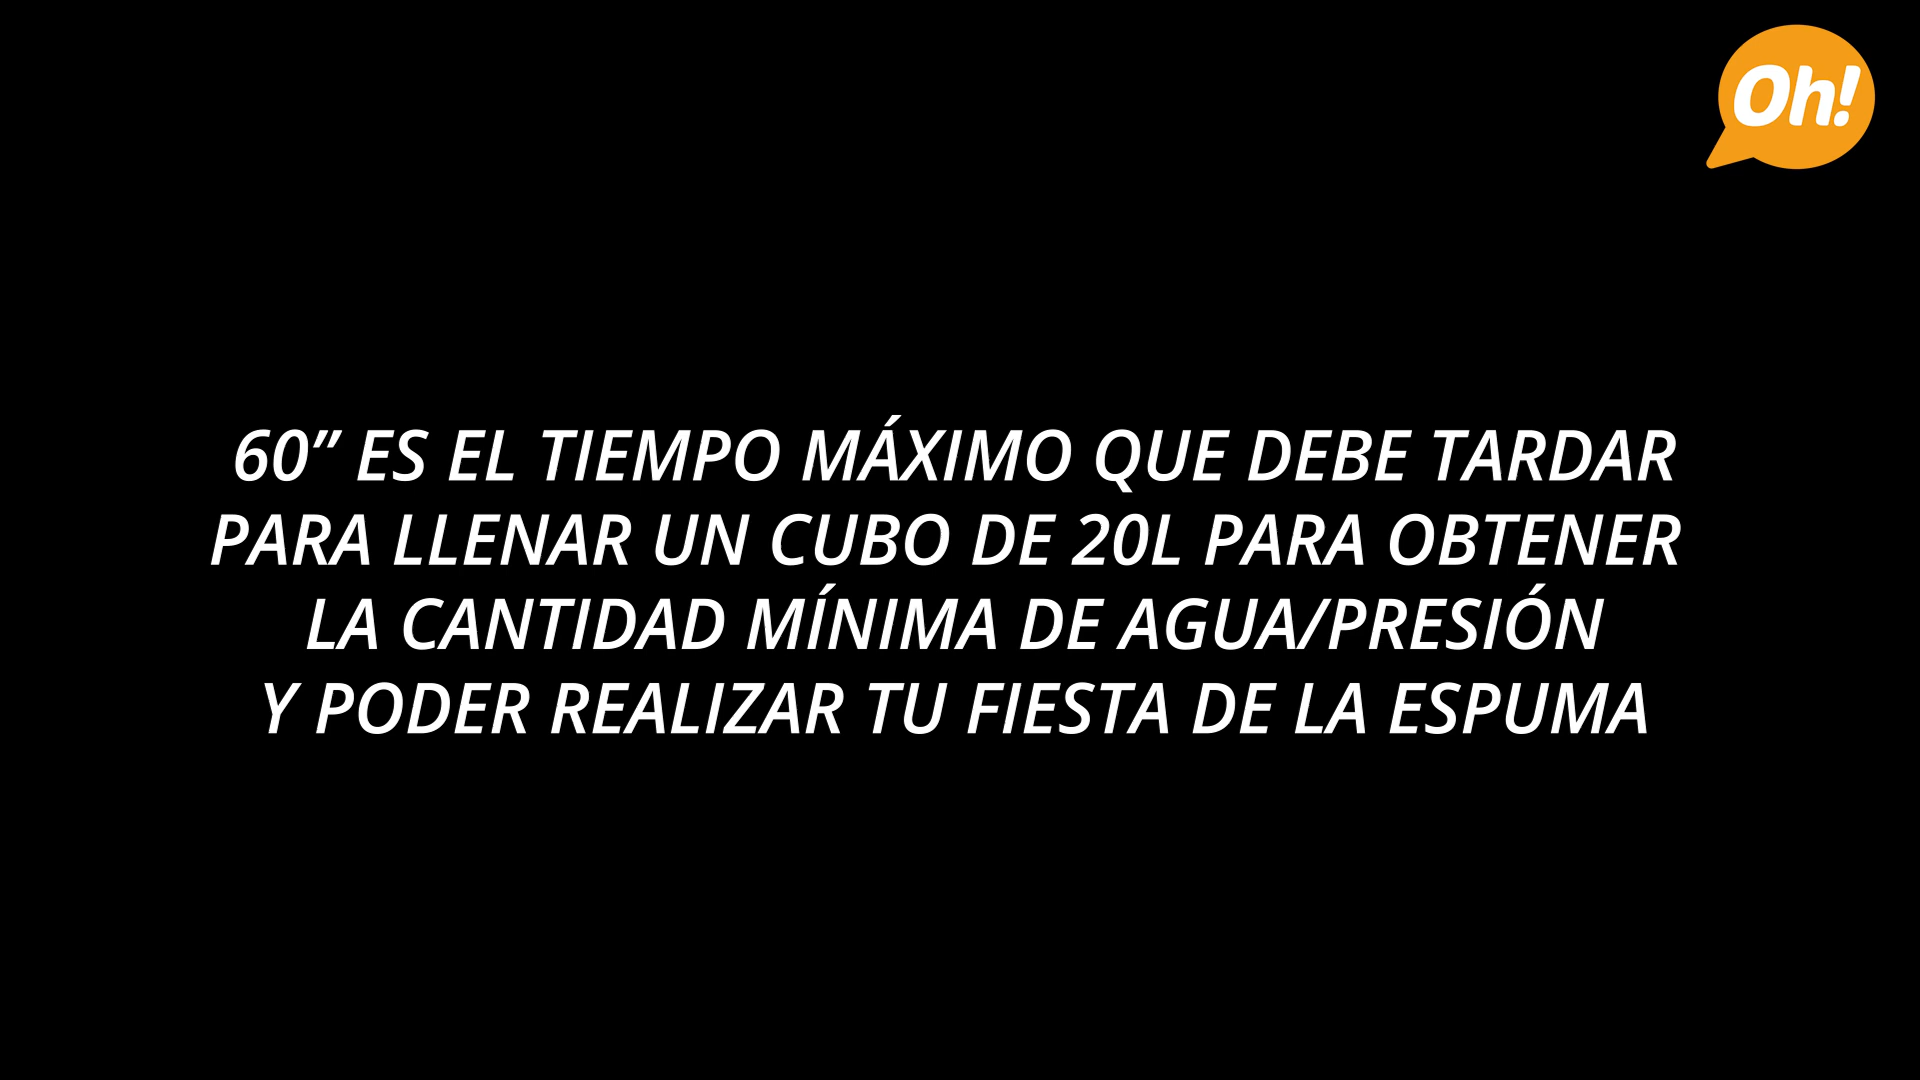 Oh!
60” ES EL TIEMPO MÁXIMO QUE DEBE TARDAR
PARA LLENAR UN CUBO DE 20L PARA OBTENER
LA CANTIDAD MÍNIMA DE AGUA/PRESIÓN
Y PODER REALIZAR TU FIESTA DE LA ESPUMA